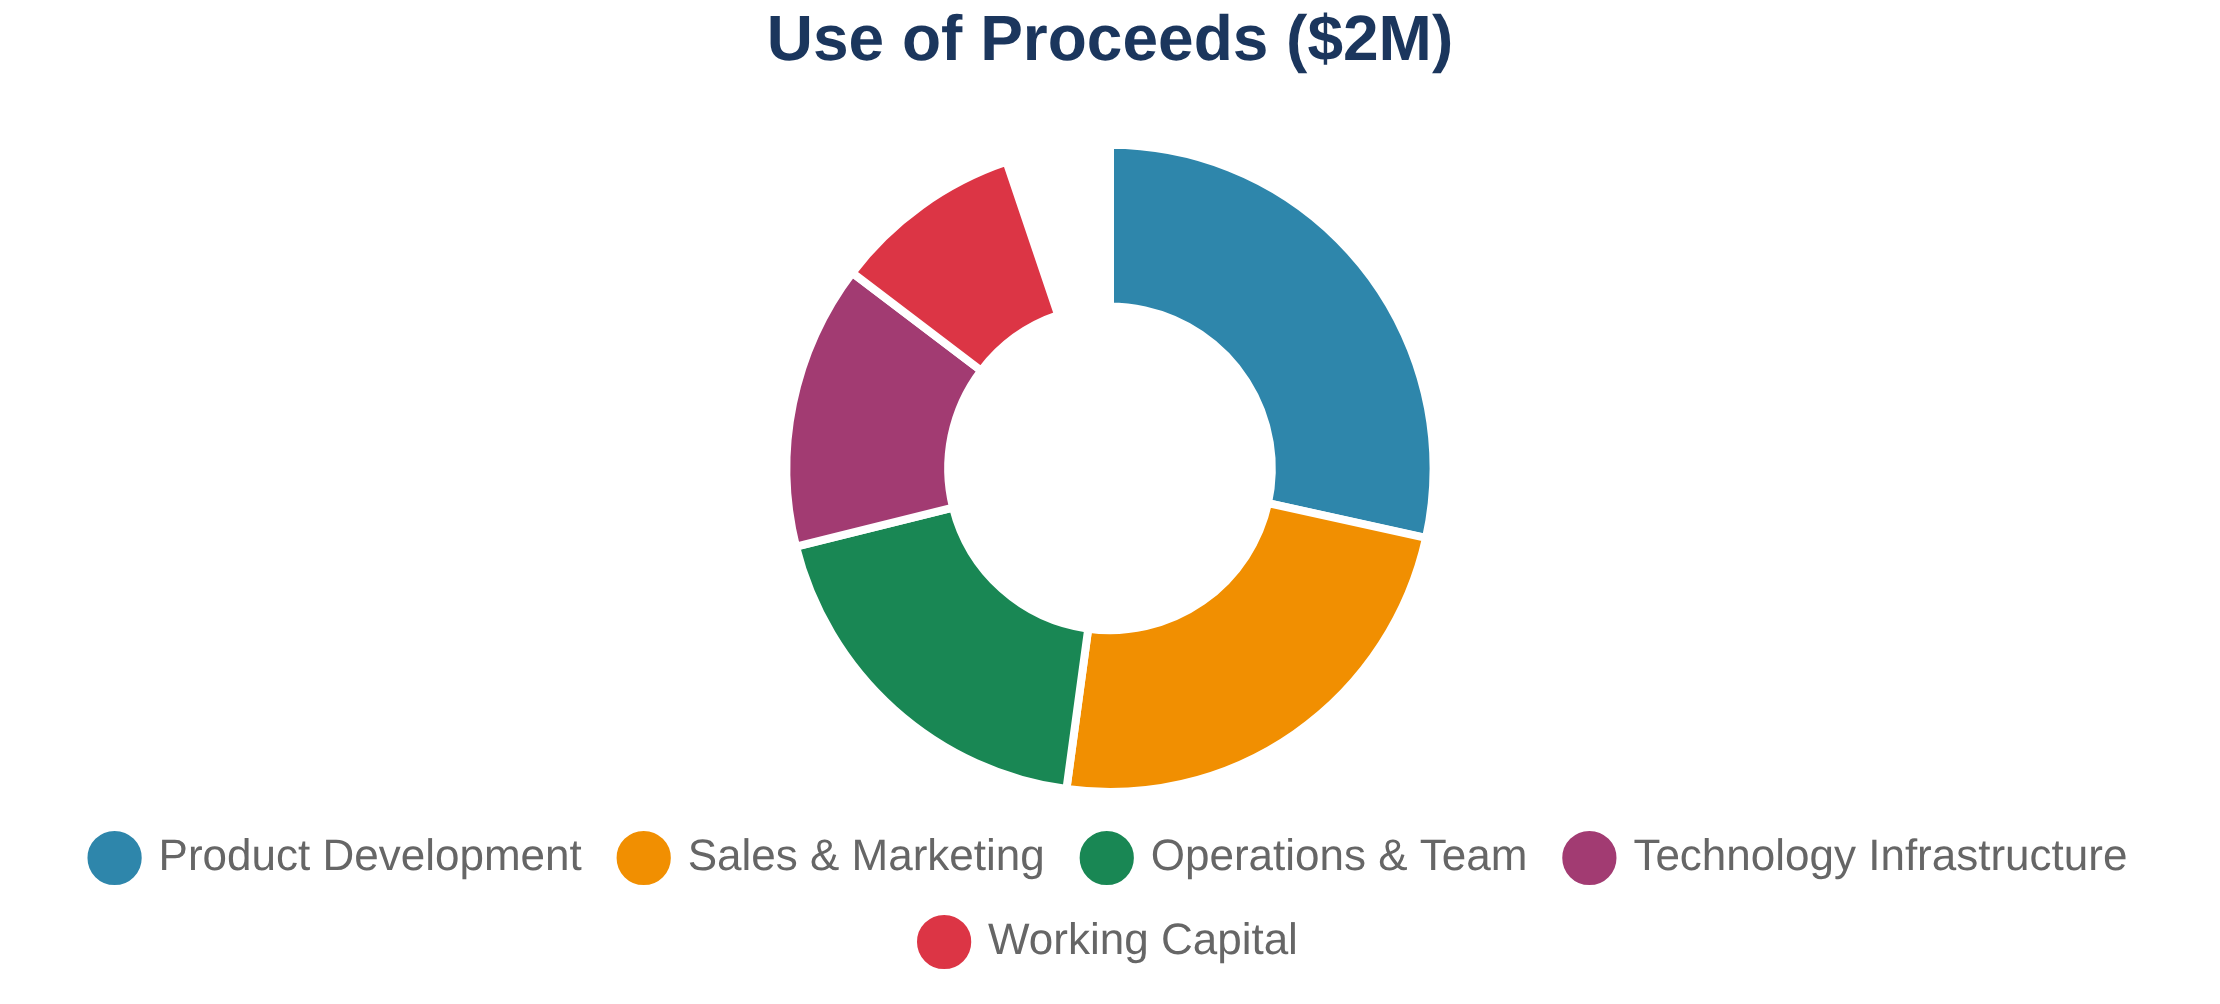 Use of Proceeds ($2M)
Product Development Sales & Marketing Operations & Team Technology Infrastructure
Working Capital